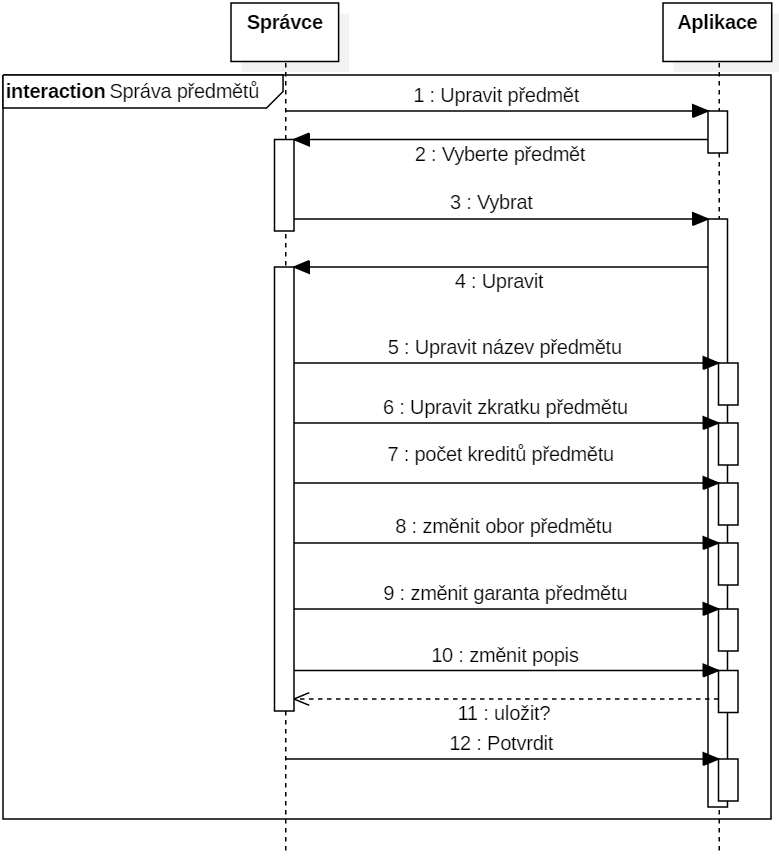 Správce
Aplikace
interaction Správa předmětů
1 : Upravit předmět
2 : Vyberte předmět
3 : Vybrat
4 : Upravit
5 : Upravit název předmětu
6 : Upravit zkratku předmětu
7 : počet kreditů předmětu
8 : změnit obor předmětu
9 : změnit garanta předmětu
10 : změnit popis
11 : uložit?
12 : Potvrdit